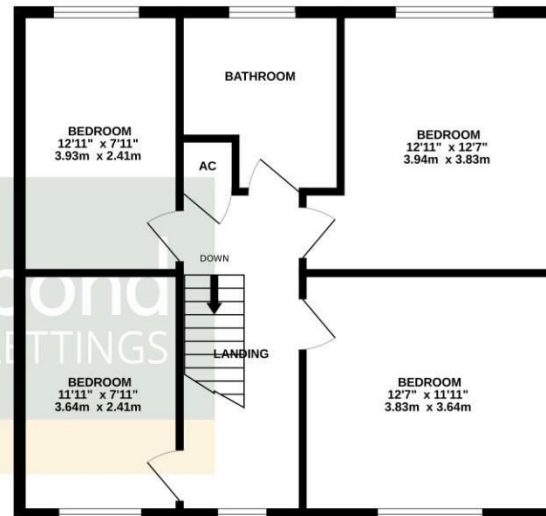 BATHROOM
BEDROOM
12'11" x 7'11"
3.93m x 2.41m
BEDROOM
12'11" x 12'7"
3.94m x 3.83m
AC
DOWN
LANDING
BEDROOM
11'11" x 7'11"
3.64m x 2.41m
BEDROOM
12'7" x 11'11"
3.83m x 3.64m